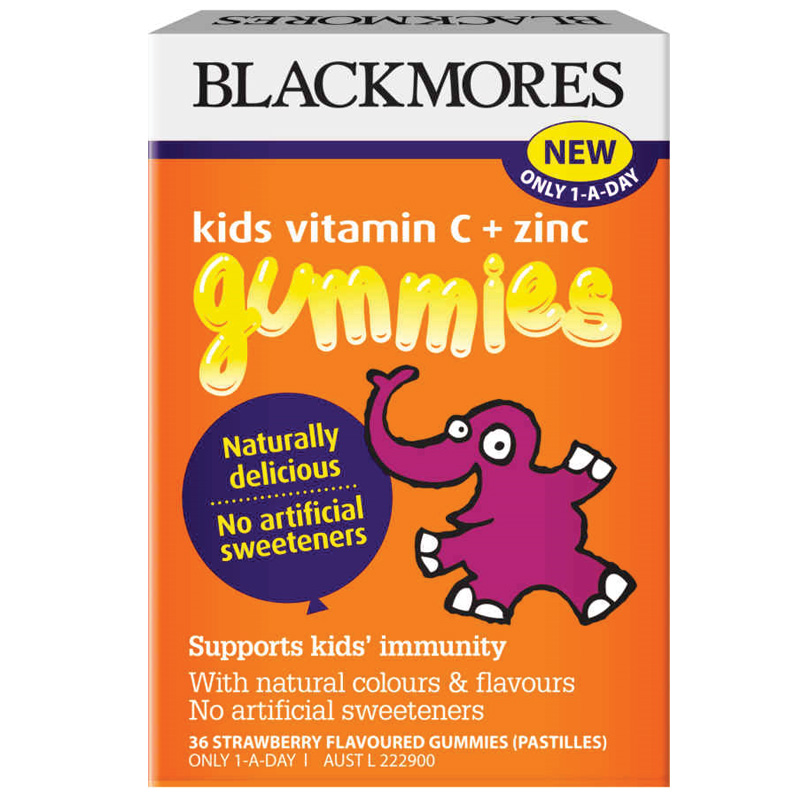 BLACKMORES
BLACKMORES
NEW
ONLY 1-A-DAY
kids vitamin C + zinc
gummies
Naturally
delicious
No artificial
sweeteners
Supports kids' immunity
With natural colours & flavours
No artificial sweeteners
36 STRAWBERRY FLAVOURED GUMMIES (PASTILLES)
ONLY 1-A-DAY | AUST L 222900